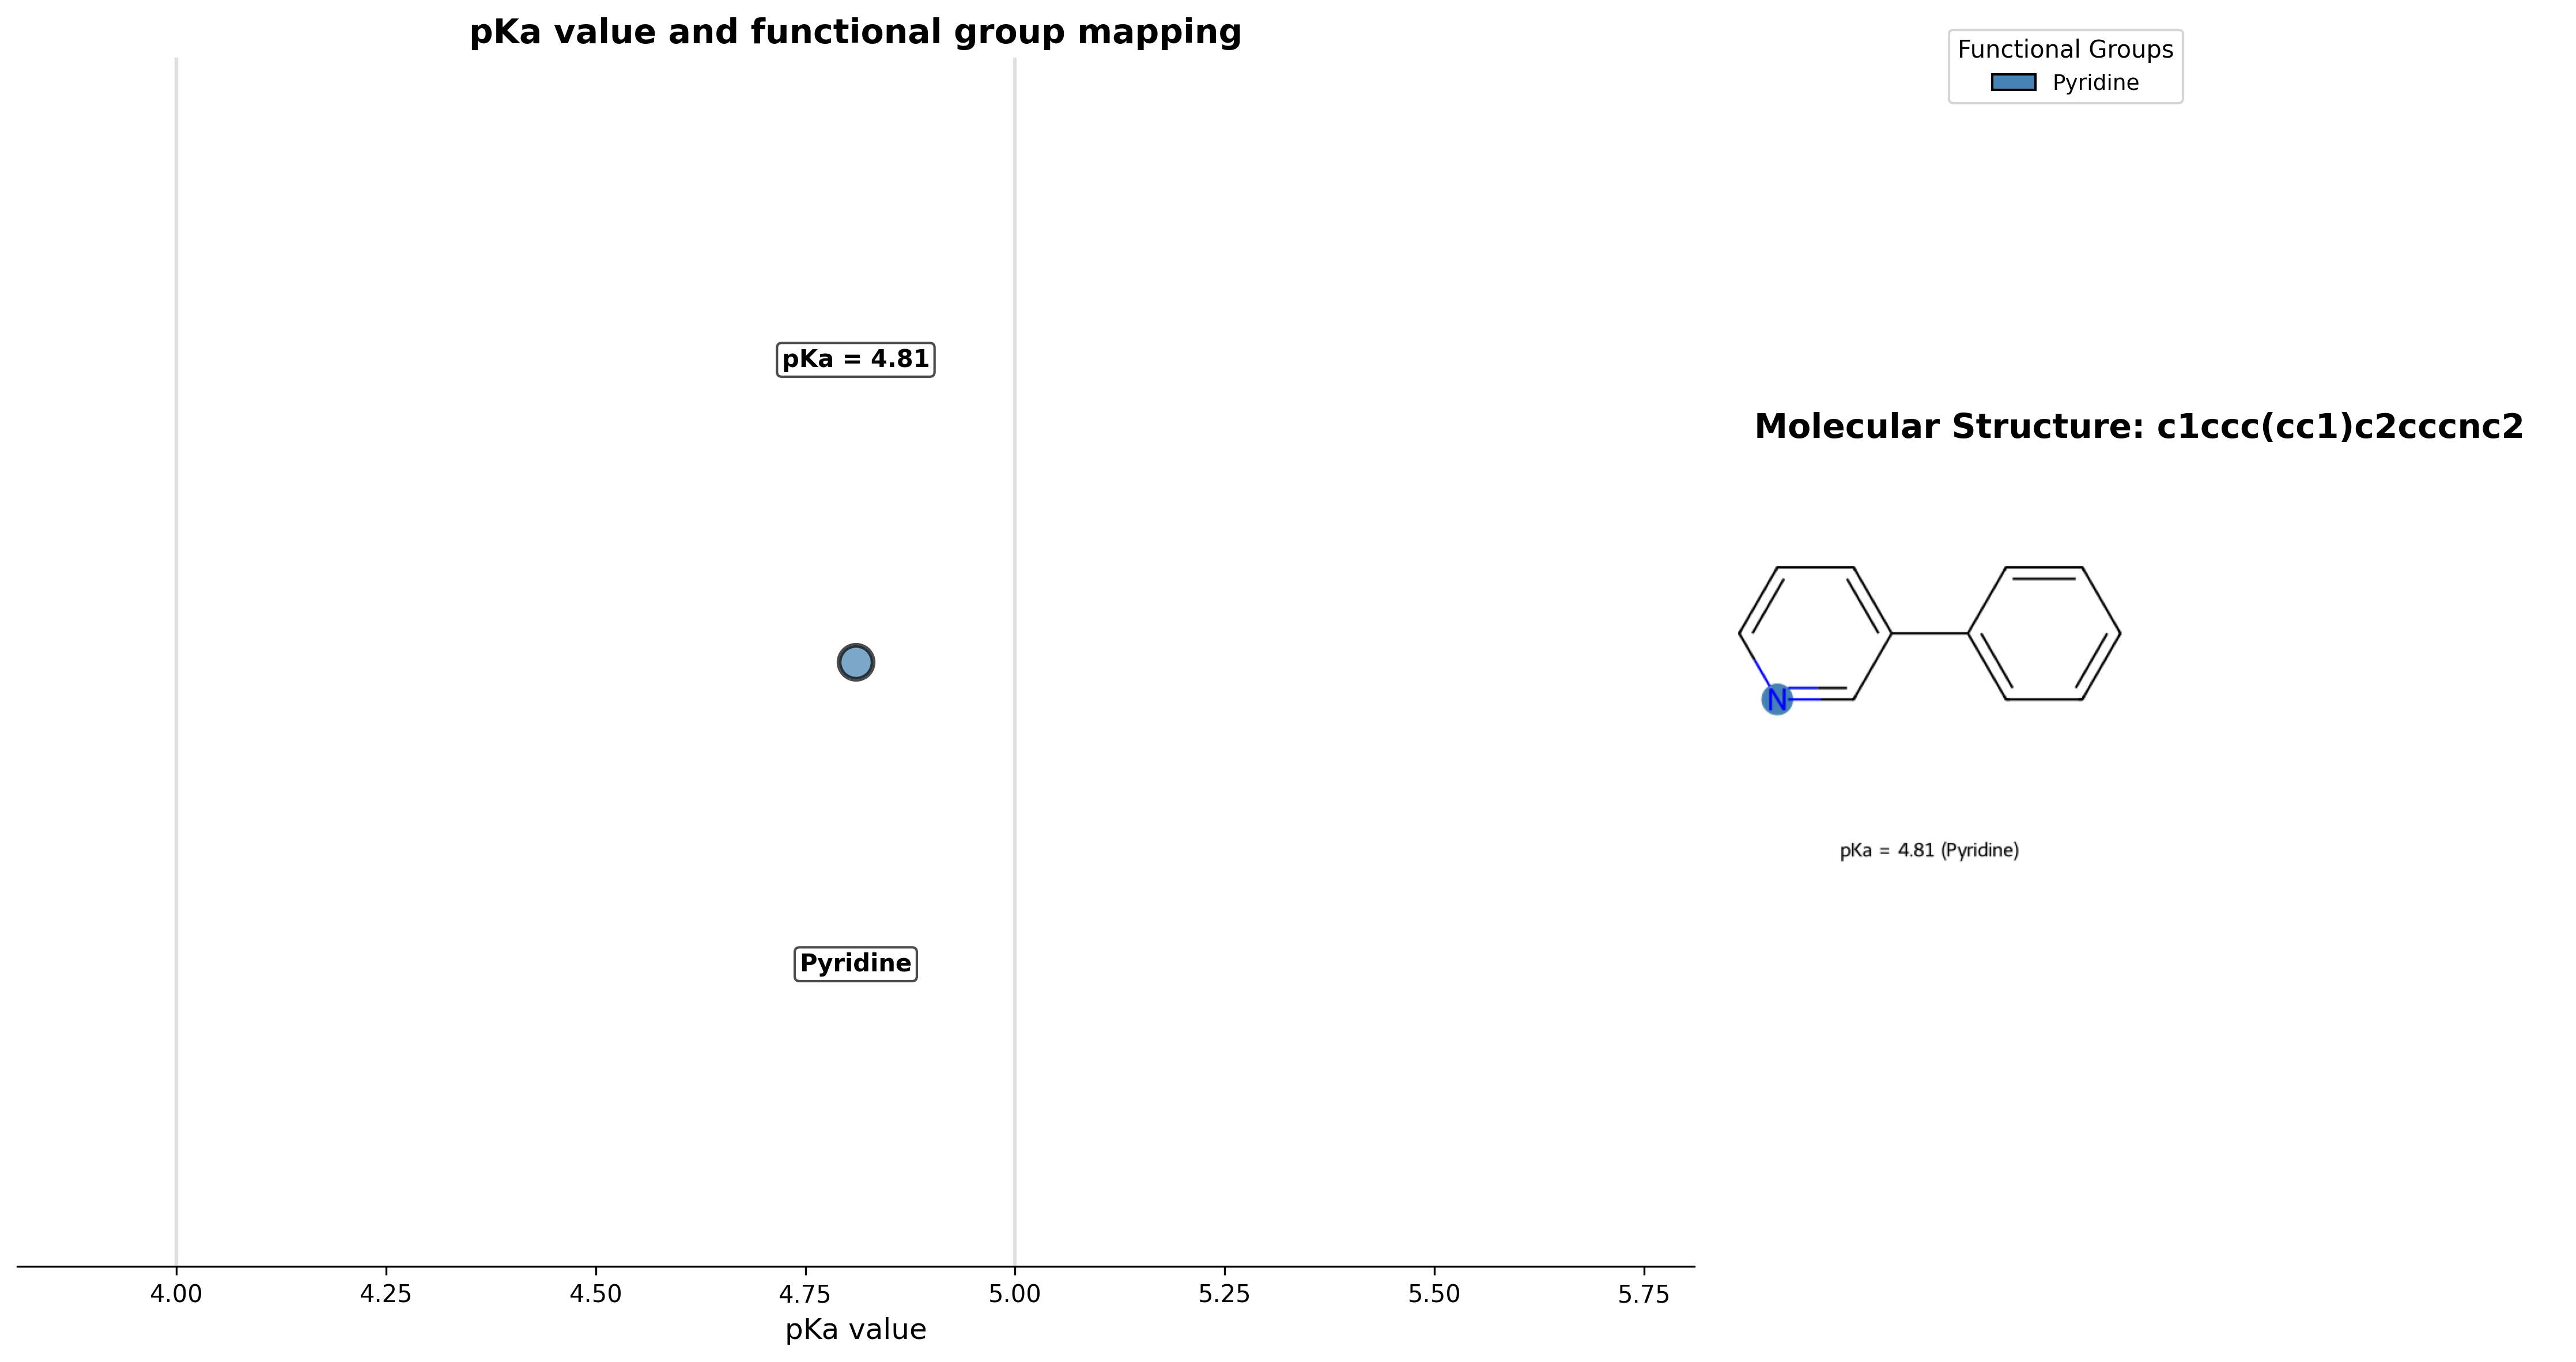 pKa value and functional group mapping
Functional Groups
Pyridine
pKa = 4.81
Molecular Structure: c1ccc(cc1)c2cccnc2
N
pKa = 4.81 (Pyridine)
Pyridine
4.00 4.25 4.50 4.75 5.00 5.25 5.50 5.75
pKa value